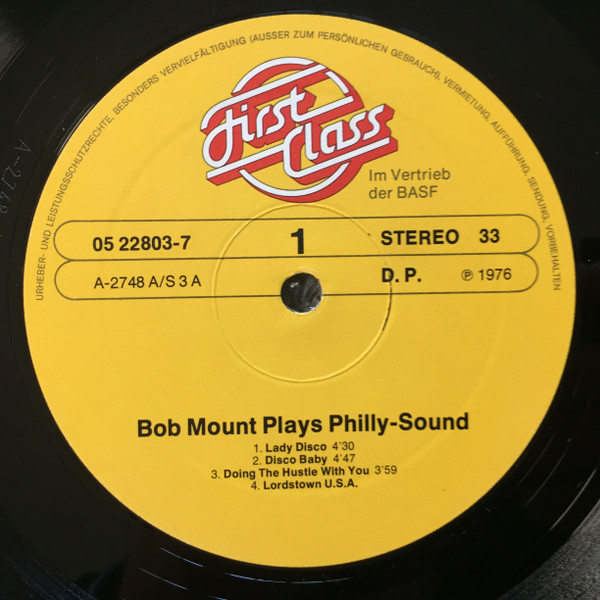 URHEBER- UND LEISTUNGSSCHUTZRECHTE, BESONDERS VERVIELFÄLTIGUNG (AUSSER ZUM PERSÖNLICHEN GEBRAUCH), VERMIETUNG, AUFFÜHRUNG, SENDUNG, VORBEHALTEN
First
Class
Im Vertrieb
der BASF
05 22803-7 1 STEREO 33
A-2748 A/S 3 A D. P. ℗ 1976
Bob Mount Plays Philly-Sound
1. Lady Disco 4'30
2. Disco Baby 4'47
3. Doing The Hustle With You 3'59
4. Lordstown U.S.A.